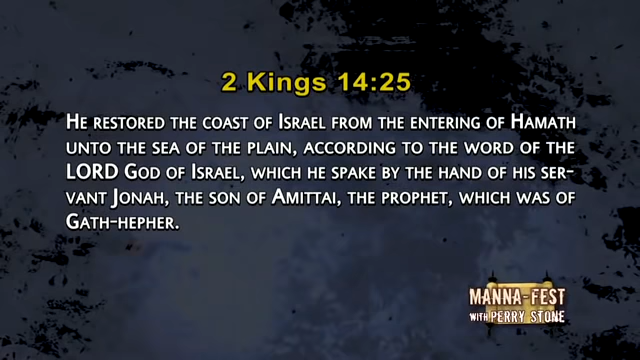 2 Kings 14:25
He restored the coast of Israel from the entering of Hamath
unto the sea of the plain, according to the word of the
LORD God of Israel, which he spake by the hand of his ser-
vant Jonah, the son of Amittai, the prophet, which was of
Gath-hepher.
MANNA-FEST
WITH PERRY STONE